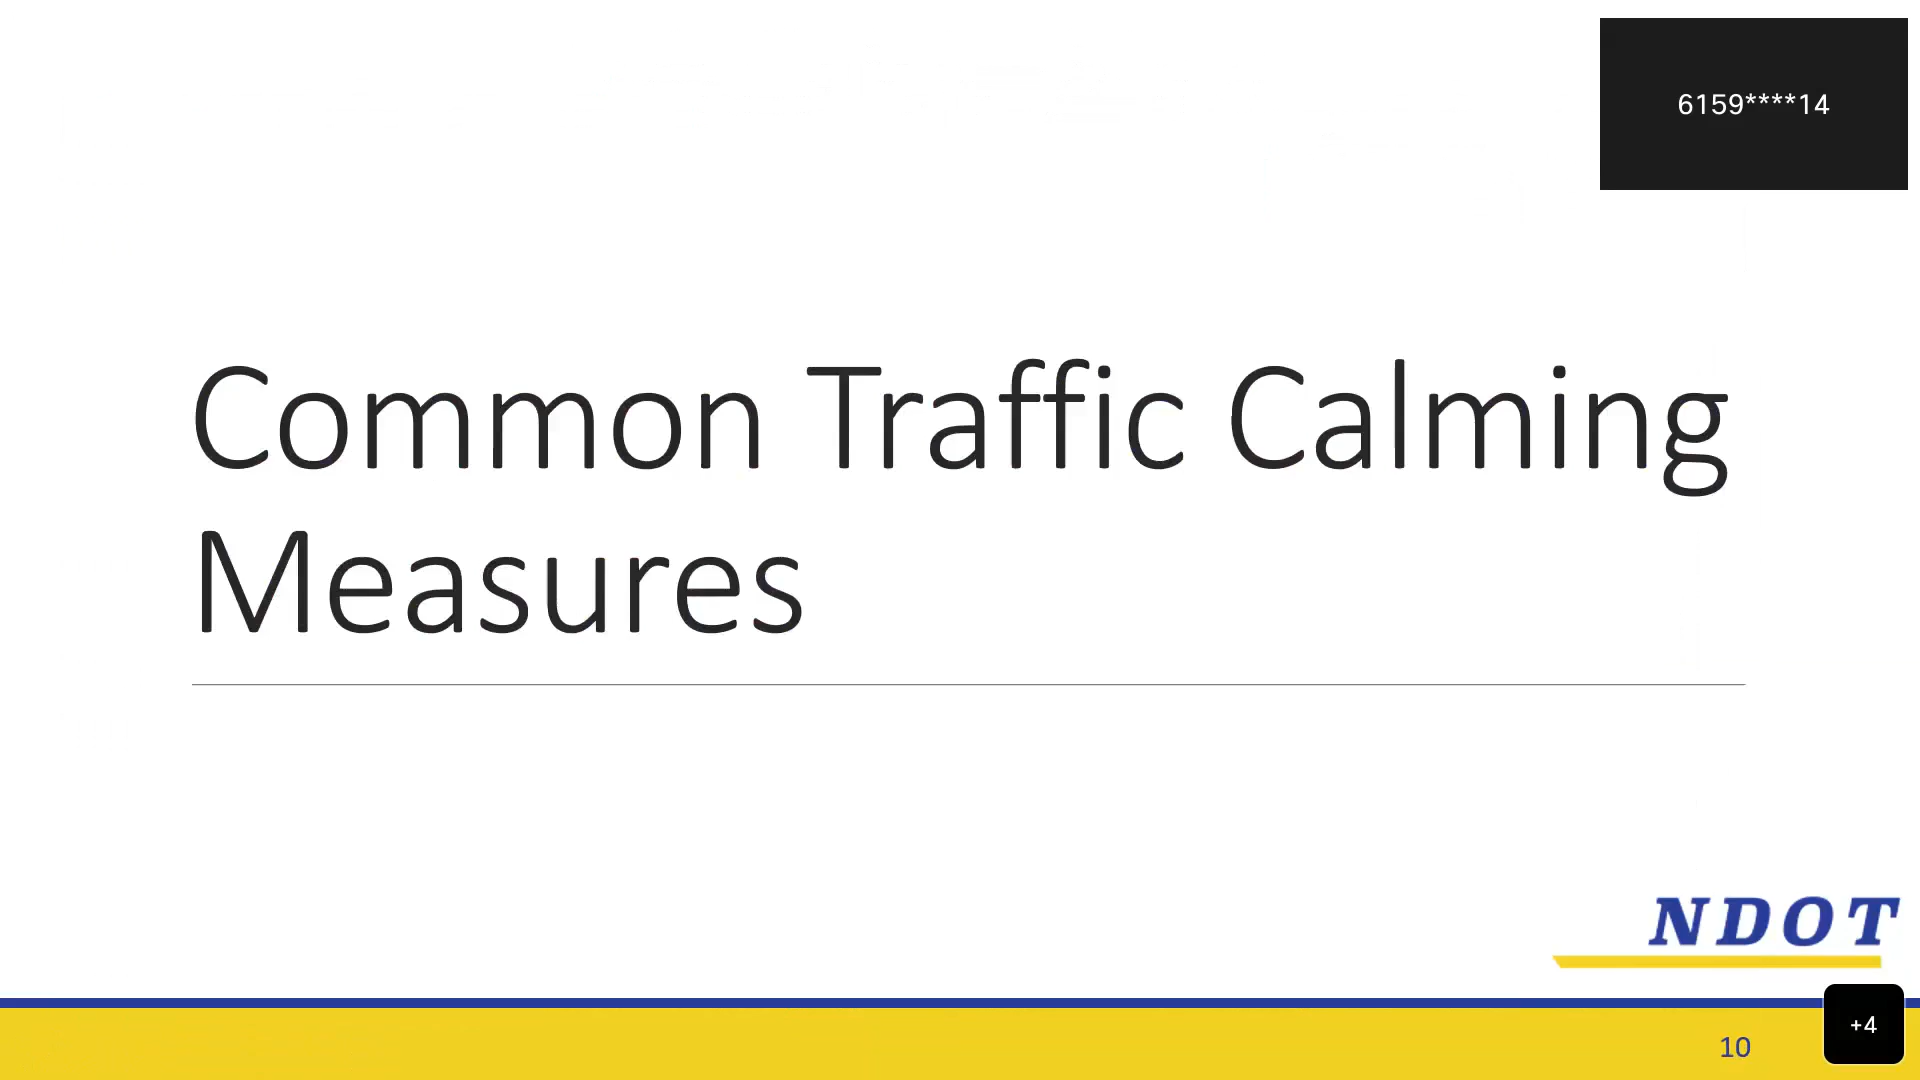 6159****14
Common Traffic Calming
Measures
NDOT
10
+4